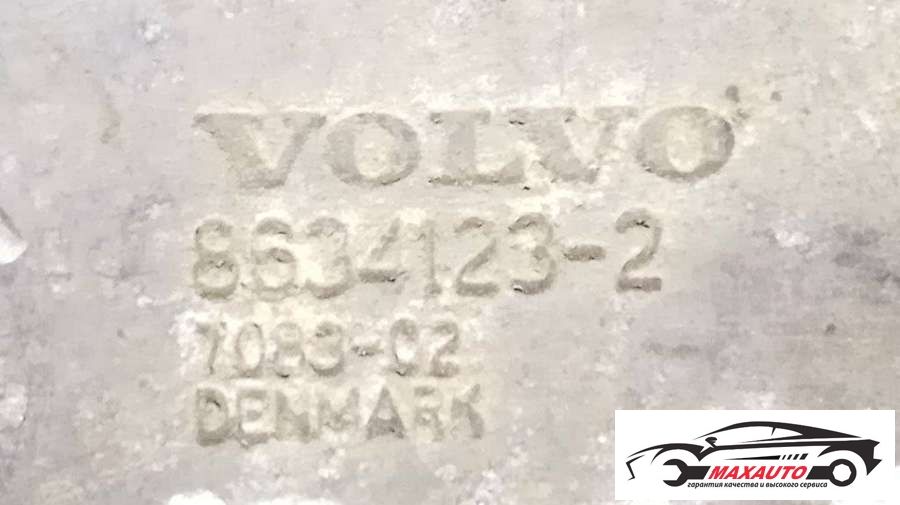 VOLVO
8634123-2
7083-02
DENMARK
MAXAUTO
гарантия качества и высокого сервиса